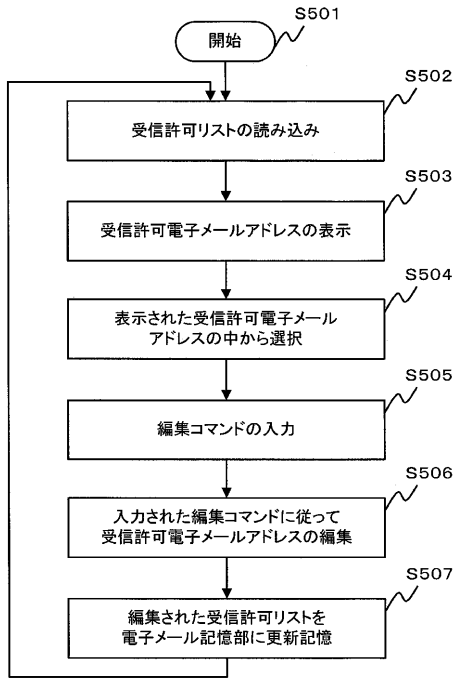 S501
開始
S502
受信許可リストの読み込み
S503
受信許可電子メールアドレスの表示
S504
表示された受信許可電子メール
アドレスの中から選択
S505
編集コマンドの入力
S506
入力された編集コマンドに従って
受信許可電子メールアドレスの編集
S507
編集された受信許可リストを
電子メール記憶部に更新記憶